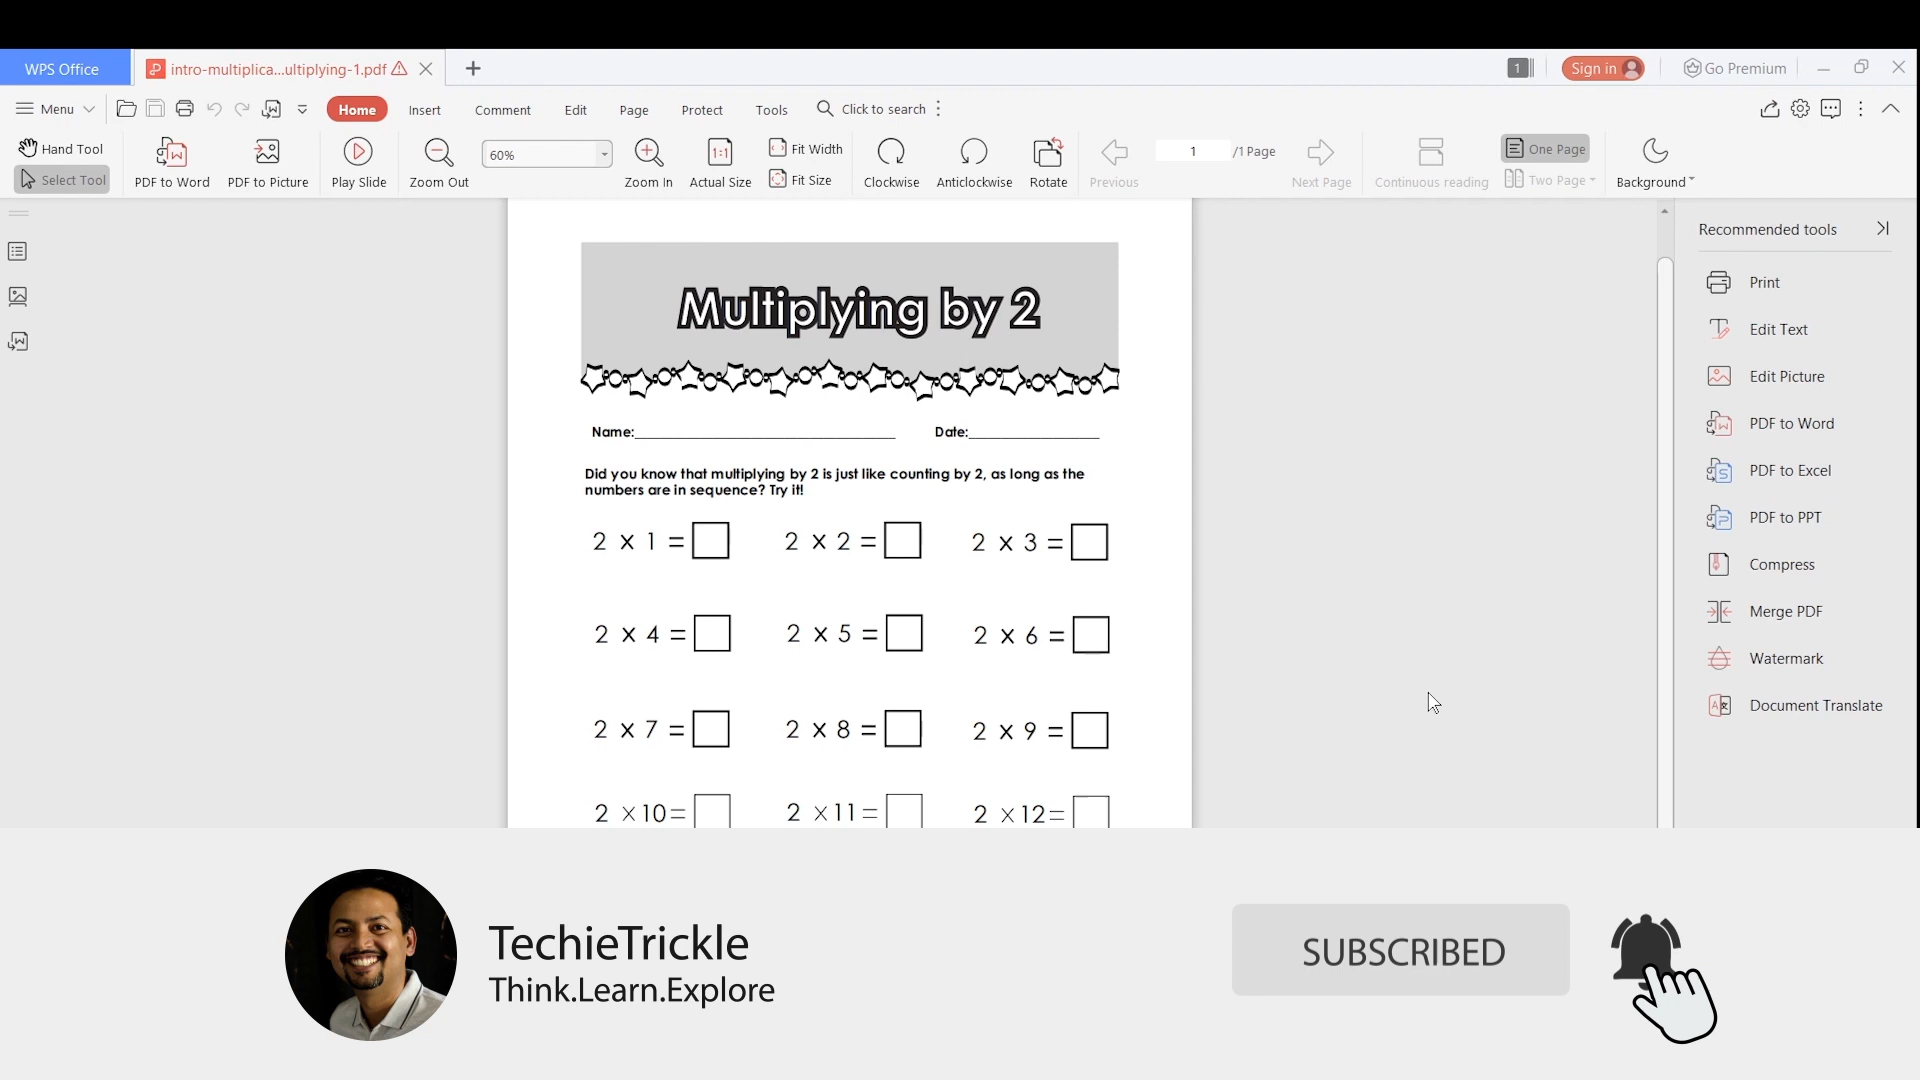 WPS Office
intro-multiplica...ultiplying-1.pdf
1
Sign in
Go Premium
Menu
Home
Insert
Comment
Edit
Page
Protect
Tools
Click to search
Hand Tool
Select Tool
PDF to Word
PDF to Picture
Play Slide
Zoom Out
60%
Zoom In
1:1
Actual Size
Fit Width
Fit Size
Clockwise
Anticlockwise
Rotate
Previous
1 /1 Page
Next Page
Continuous reading
One Page
Two Page
Background
Multiplying by 2
Name:
Date:
Did you know that multiplying by 2 is just like counting by 2, as long as the
numbers are in sequence? Try it!
2 x 1 = 2 x 2 = 2 x 3 =
2 x 4 = 2 x 5 = 2 x 6 =
2 x 7 = 2 x 8 = 2 x 9 =
2 x10= 2 x11= 2 x12=
Recommended tools
Print
Edit Text
Edit Picture
PDF to Word
PDF to Excel
PDF to PPT
Compress
Merge PDF
Watermark
Document Translate
TechieTrickle
Think.Learn.Explore
SUBSCRIBED